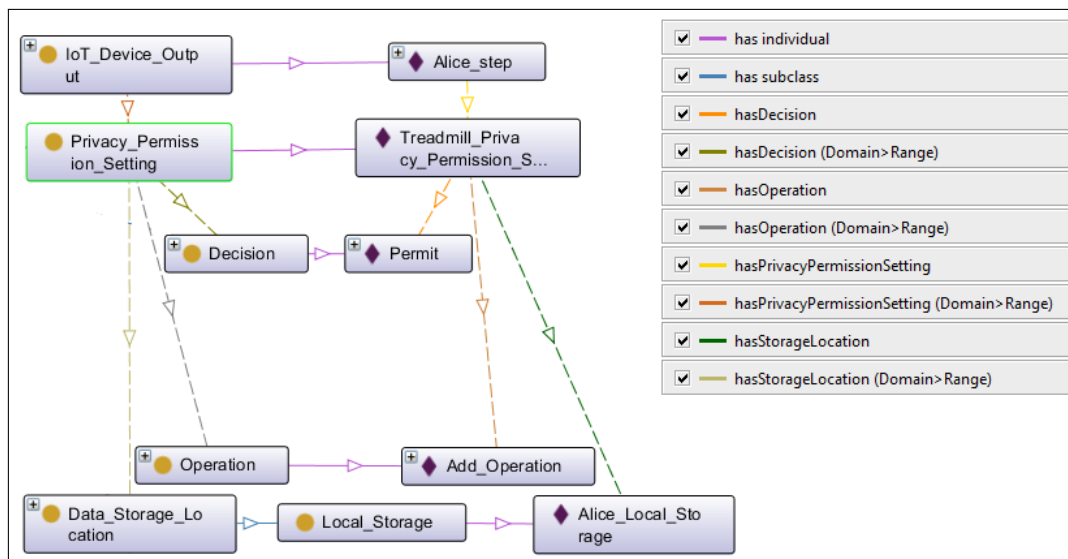 IoT_Device_Outp
ut
Alice_step
Privacy_Permiss
ion_Setting
Treadmill_Priva
cy_Permission_S...
Decision
Permit
Operation
Add_Operation
Data_Storage_Lo
cation
Local_Storage
Alice_Local_Sto
rage
has individual
has subclass
hasDecision
hasDecision (Domain>Range)
hasOperation
hasOperation (Domain>Range)
hasPrivacyPermissionSetting
hasPrivacyPermissionSetting (Domain>Range)
hasStorageLocation
hasStorageLocation (Domain>Range)